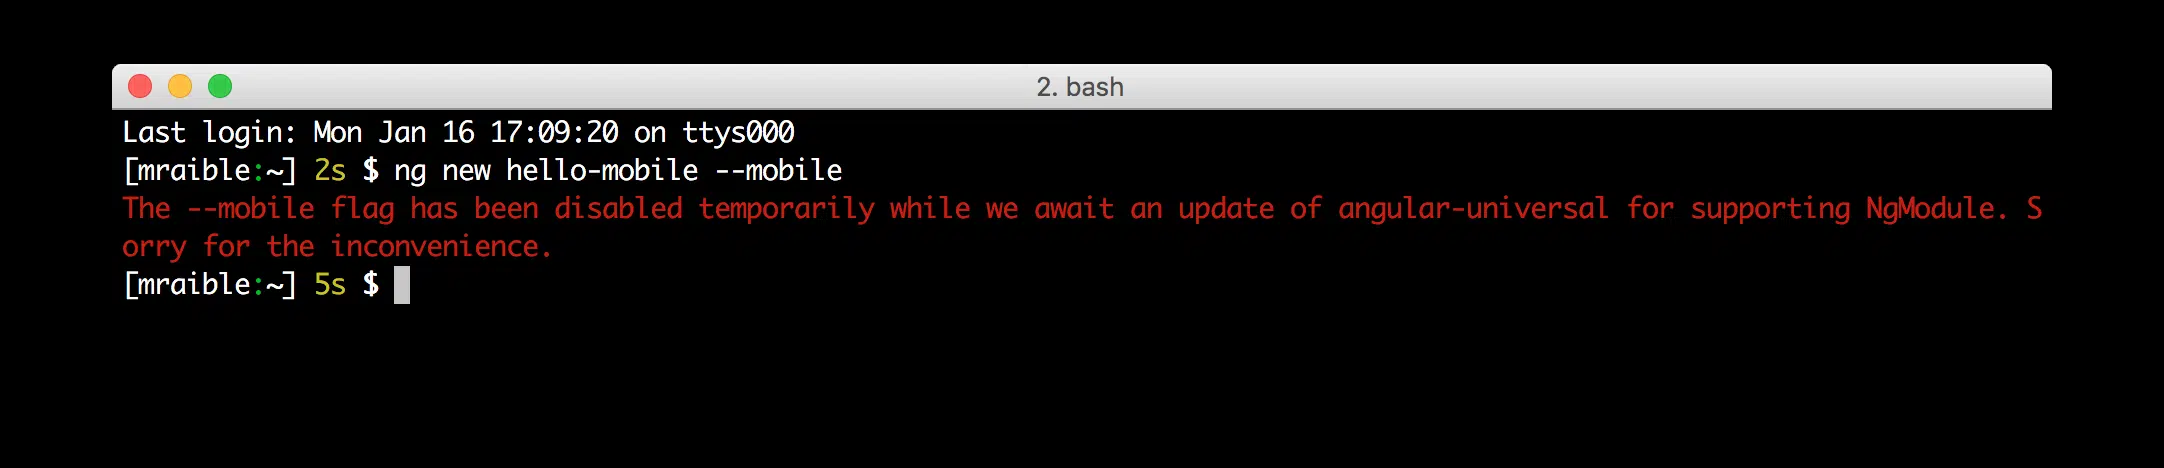 2. bash
Last login: Mon Jan 16 17:09:20 on ttys000
[mraible:~] 2s $ ng new hello-mobile --mobile
The --mobile flag has been disabled temporarily while we await an update of angular-universal for supporting NgModule. S
orry for the inconvenience.
[mraible:~] 5s $